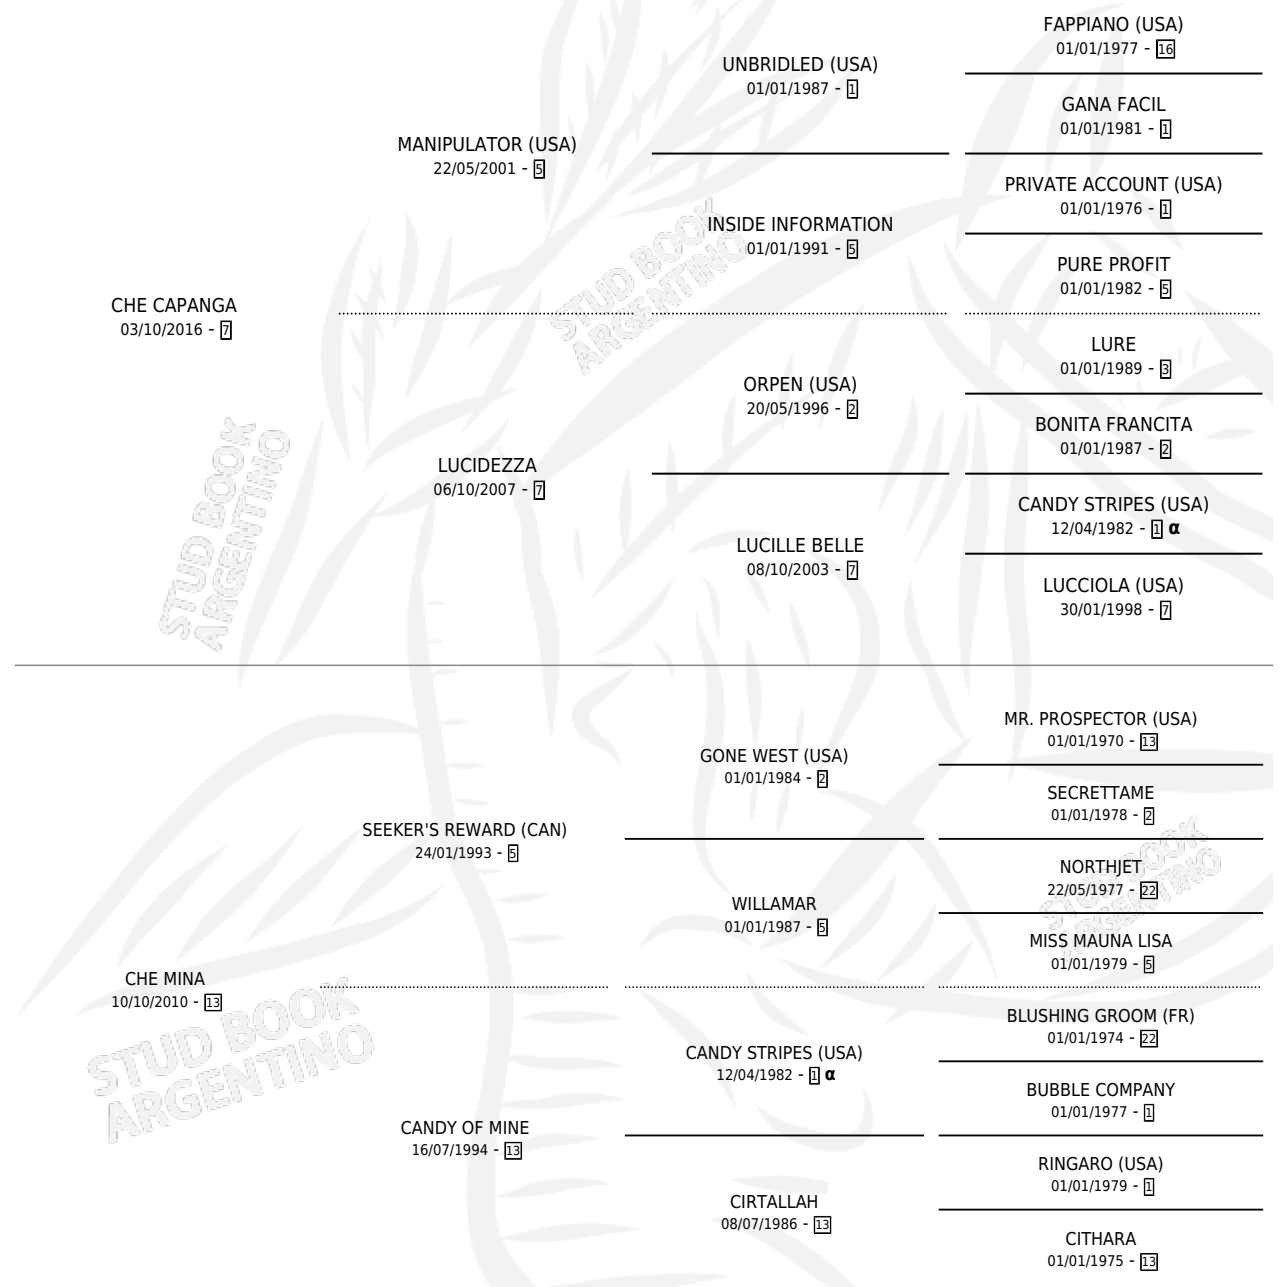 FAPPIANO (USA)
01/01/1977 - 16
UNBRIDLED (USA)
01/01/1987 - 1
GANA FACIL
01/01/1981 - 1
MANIPULATOR (USA)
22/05/2001 - 5
PRIVATE ACCOUNT (USA)
01/01/1976 - 1
INSIDE INFORMATION
01/01/1991 - 5
PURE PROFIT
01/01/1982 - 5
CHE CAPANGA
03/10/2016 - 7
LURE
01/01/1989 - 3
ORPEN (USA)
20/05/1996 - 2
BONITA FRANCITA
01/01/1987 - 2
LUCIDEZZA
06/10/2007 - 7
CANDY STRIPES (USA)
12/04/1982 - 1 α
LUCILLE BELLE
08/10/2003 - 7
LUCCIOLA (USA)
30/01/1998 - 7
MR. PROSPECTOR (USA)
01/01/1970 - 13
GONE WEST (USA)
01/01/1984 - 2
SECRETTAME
01/01/1978 - 2
SEEKER'S REWARD (CAN)
24/01/1993 - 5
NORTHJET
22/05/1977 - 22
WILLAMAR
01/01/1987 - 5
MISS MAUNA LISA
01/01/1979 - 5
CHE MINA
10/10/2010 - 13
BLUSHING GROOM (FR)
01/01/1974 - 22
CANDY STRIPES (USA)
12/04/1982 - 1 α
BUBBLE COMPANY
01/01/1977 - 1
CANDY OF MINE
16/07/1994 - 13
RINGARO (USA)
01/01/1979 - 1
CIRTALLAH
08/07/1986 - 13
CITHARA
01/01/1975 - 13
STUD BOOK
ARGENTINO
STUD BOOK
ARGENTINO
STUD BOOK
ARGENTINO
STUD BOOK
ARGENTINO